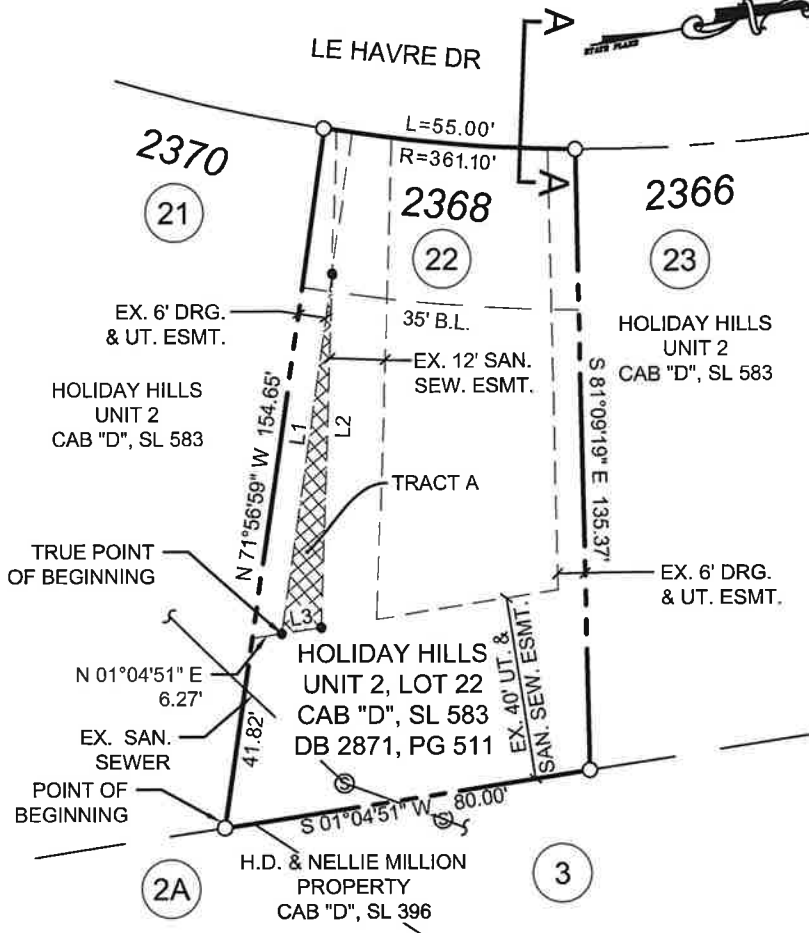 A
STATE PLANE
LE HAVRE DR
L=55.00'
R=361.10'
A
2370
21
2368
22
2366
23
EX. 6' DRG.
& UT. ESMT.
35' B.L.
HOLIDAY HILLS
UNIT 2
CAB "D", SL 583
EX. 12' SAN.
SEW. ESMT.
HOLIDAY HILLS
UNIT 2
CAB "D", SL 583
N 71°56'59" W 154.65'
L1
L2
S 81°09'19" E 135.37'
TRACT A
TRUE POINT
OF BEGINNING
EX. 6' DRG.
& UT. ESMT.
L3
N 01°04'51" E
6.27'
HOLIDAY HILLS
UNIT 2, LOT 22
CAB "D", SL 583
DB 2871, PG 511
EX. 40' UT. &
SAN. SEW. ESMT.
EX. SAN.
SEWER
41.82'
POINT OF
BEGINNING
S
S
S
S 01°04'51" W 80.00'
S
H.D. & NELLIE MILLION
PROPERTY
CAB "D", SL 396
2A
3